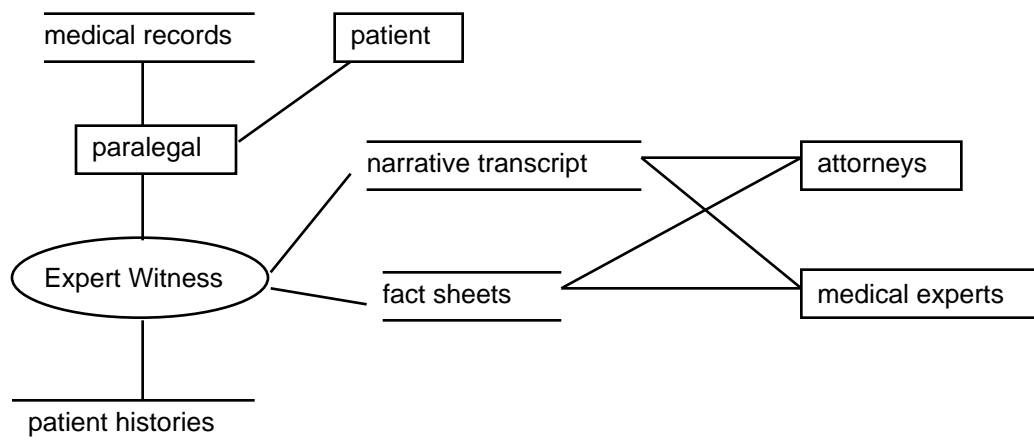 medical records
patient
paralegal
narrative transcript
attorneys
Expert Witness
fact sheets
medical experts
patient histories